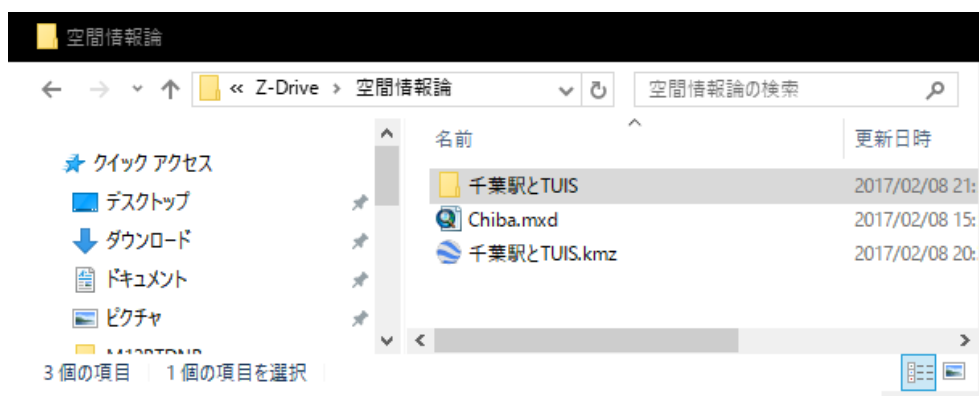 空間情報論
« Z-Drive › 空間情報論
空間情報論の検索
名前
更新日時
クイック アクセス
デスクトップ
ダウンロード
ドキュメント
ピクチャ
千葉駅とTUIS
2017/02/08 21:
Chiba.mxd
2017/02/08 15:
千葉駅とTUIS.kmz
2017/02/08 20:
3 個の項目
1 個の項目を選択